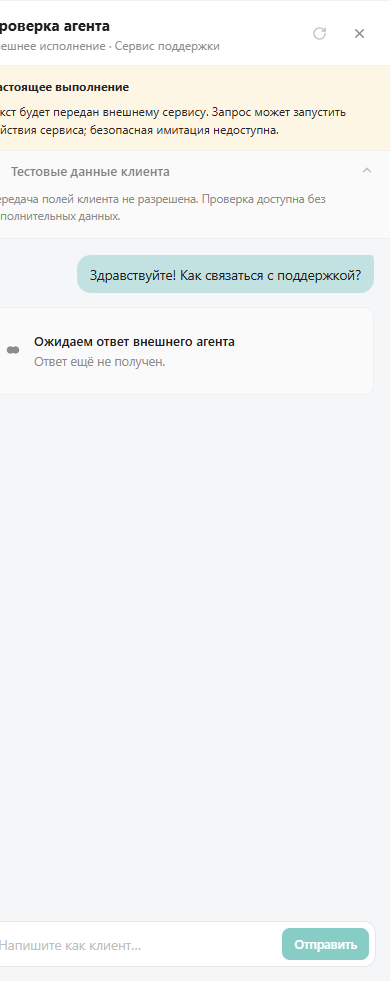 роверка агента
ешнее исполнение · Сервис поддержки
астоящее выполнение
кст будет передан внешнему сервису. Запрос может запустить
йствия сервиса; безопасная имитация недоступна.
Тестовые данные клиента
ередача полей клиента не разрешена. Проверка доступна без
полнительных данных.
Здравствуйте! Как связаться с поддержкой?
Ожидаем ответ внешнего агента
Ответ ещё не получен.
Напишите как клиент...
Отправить